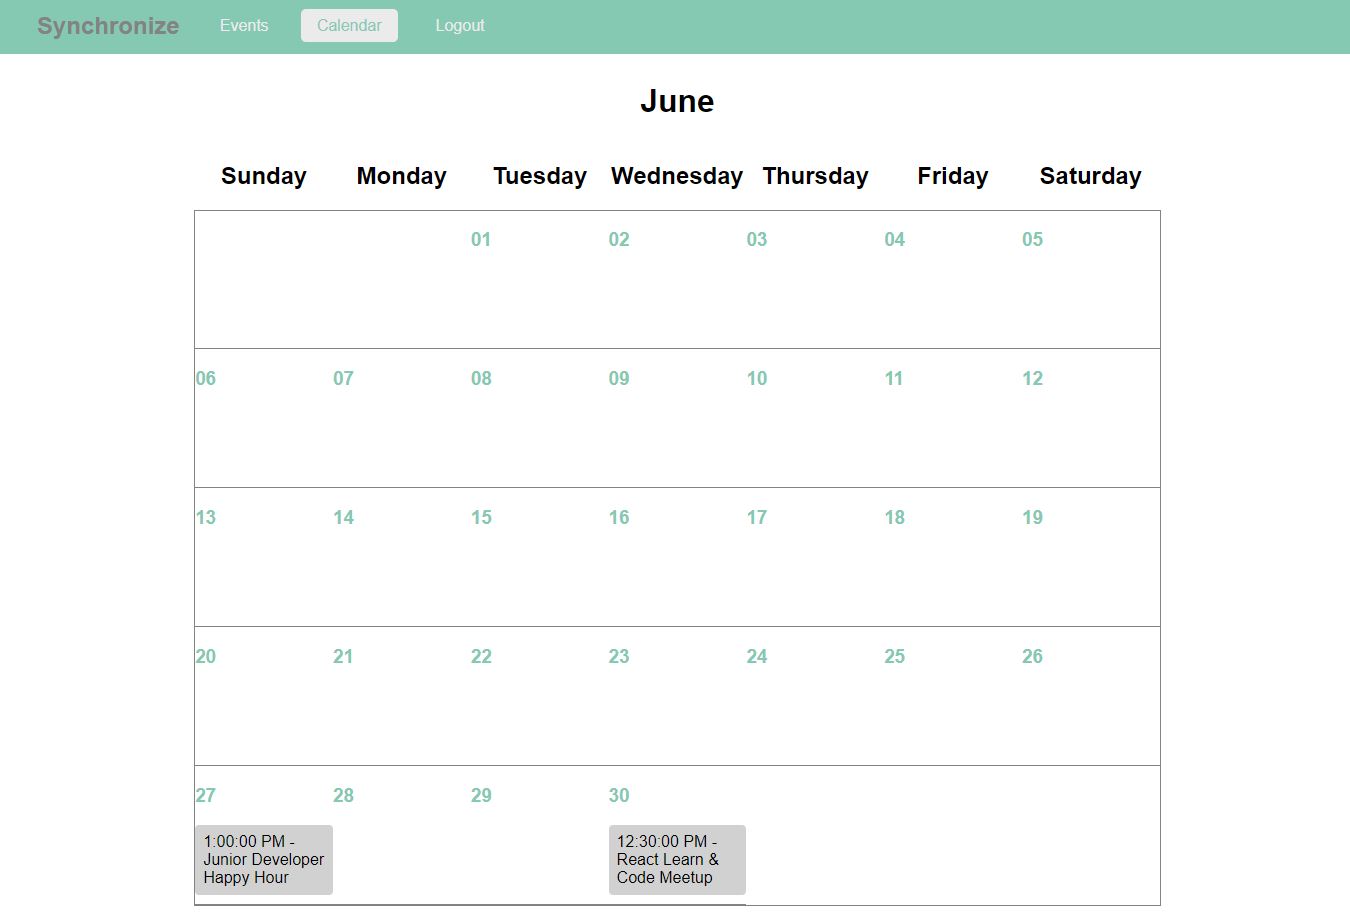 Synchronize Events Calendar Logout
June
Sunday Monday Tuesday Wednesday Thursday Friday Saturday
01 02 03 04 05
06 07 08 09 10 11 12
13 14 15 16 17 18 19
20 21 22 23 24 25 26
27 28 29 30
1:00:00 PM -
Junior Developer
Happy Hour
12:30:00 PM -
React Learn &
Code Meetup